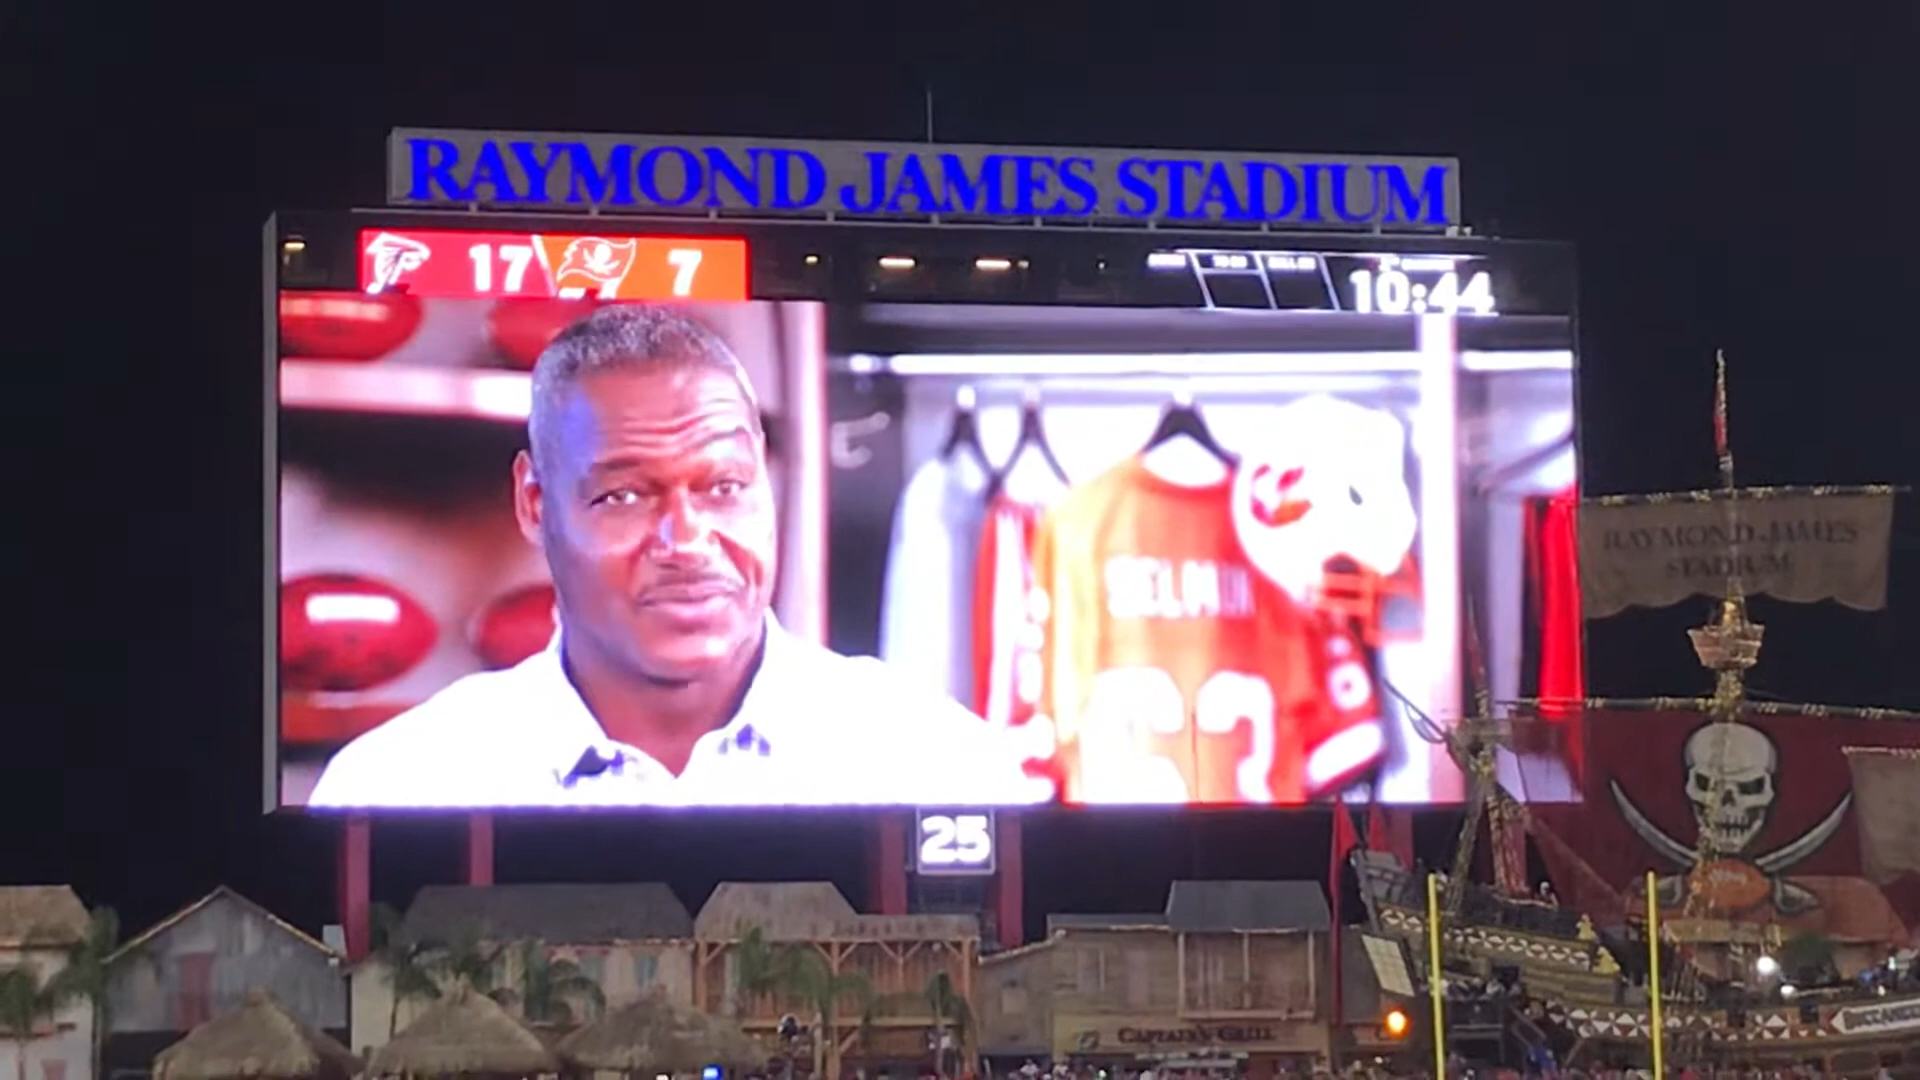 RAYMOND JAMES STADIUM
17 7
10:44
SELMON
63
RAYMOND JAMES
STADIUM
25
CAPTAIN'S GRILL